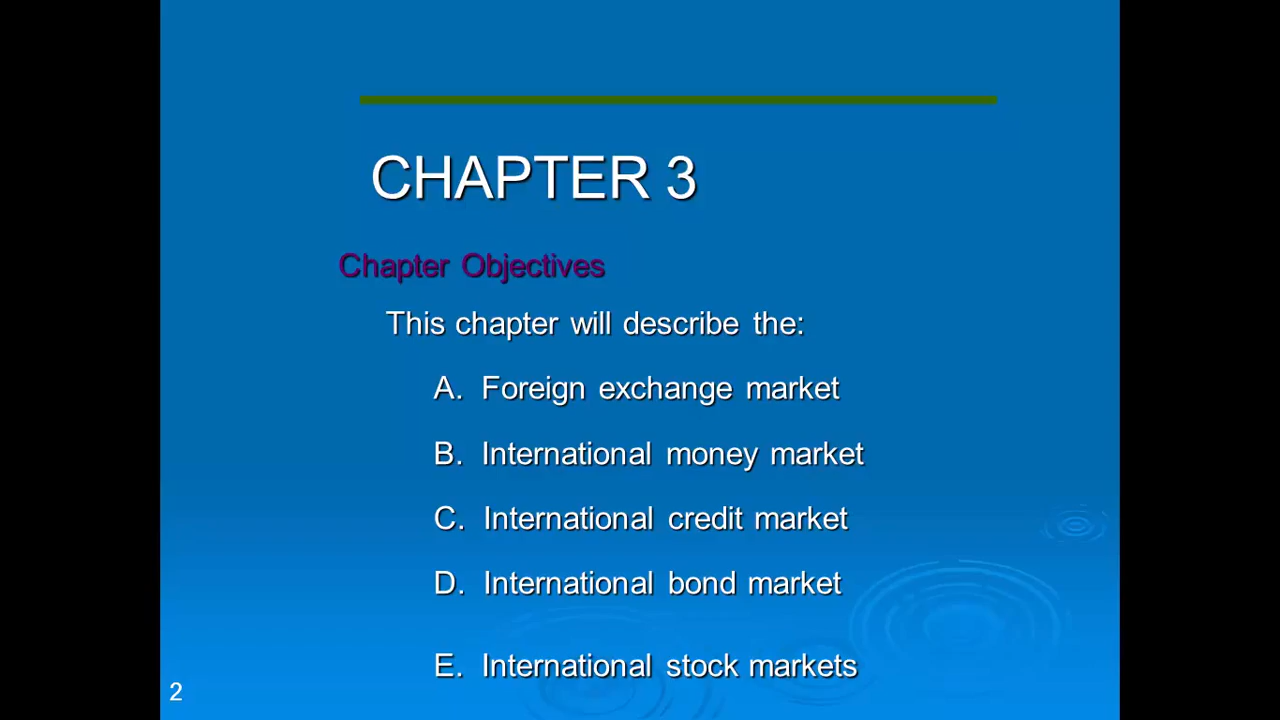 CHAPTER 3
Chapter Objectives
This chapter will describe the:
A. Foreign exchange market
B. International money market
C. International credit market
D. International bond market
E. International stock markets
2